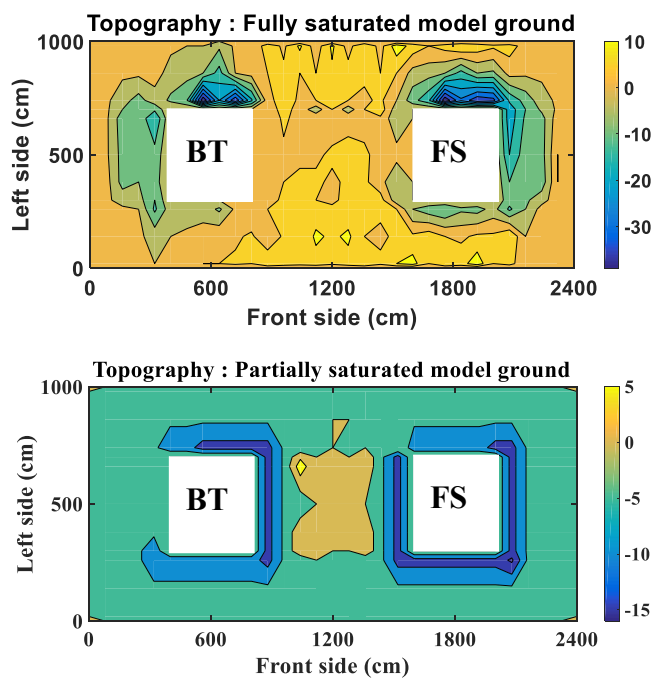 Topography : Fully saturated model ground
1000
500
0
Left side (cm)
BT
FS
10
0
-10
-20
-30
0 600 1200 1800 2400
Front side (cm)
Topography : Partially saturated model ground
1000
500
0
Left side (cm)
BT
FS
5
0
-5
-10
-15
0 600 1200 1800 2400
Front side (cm)